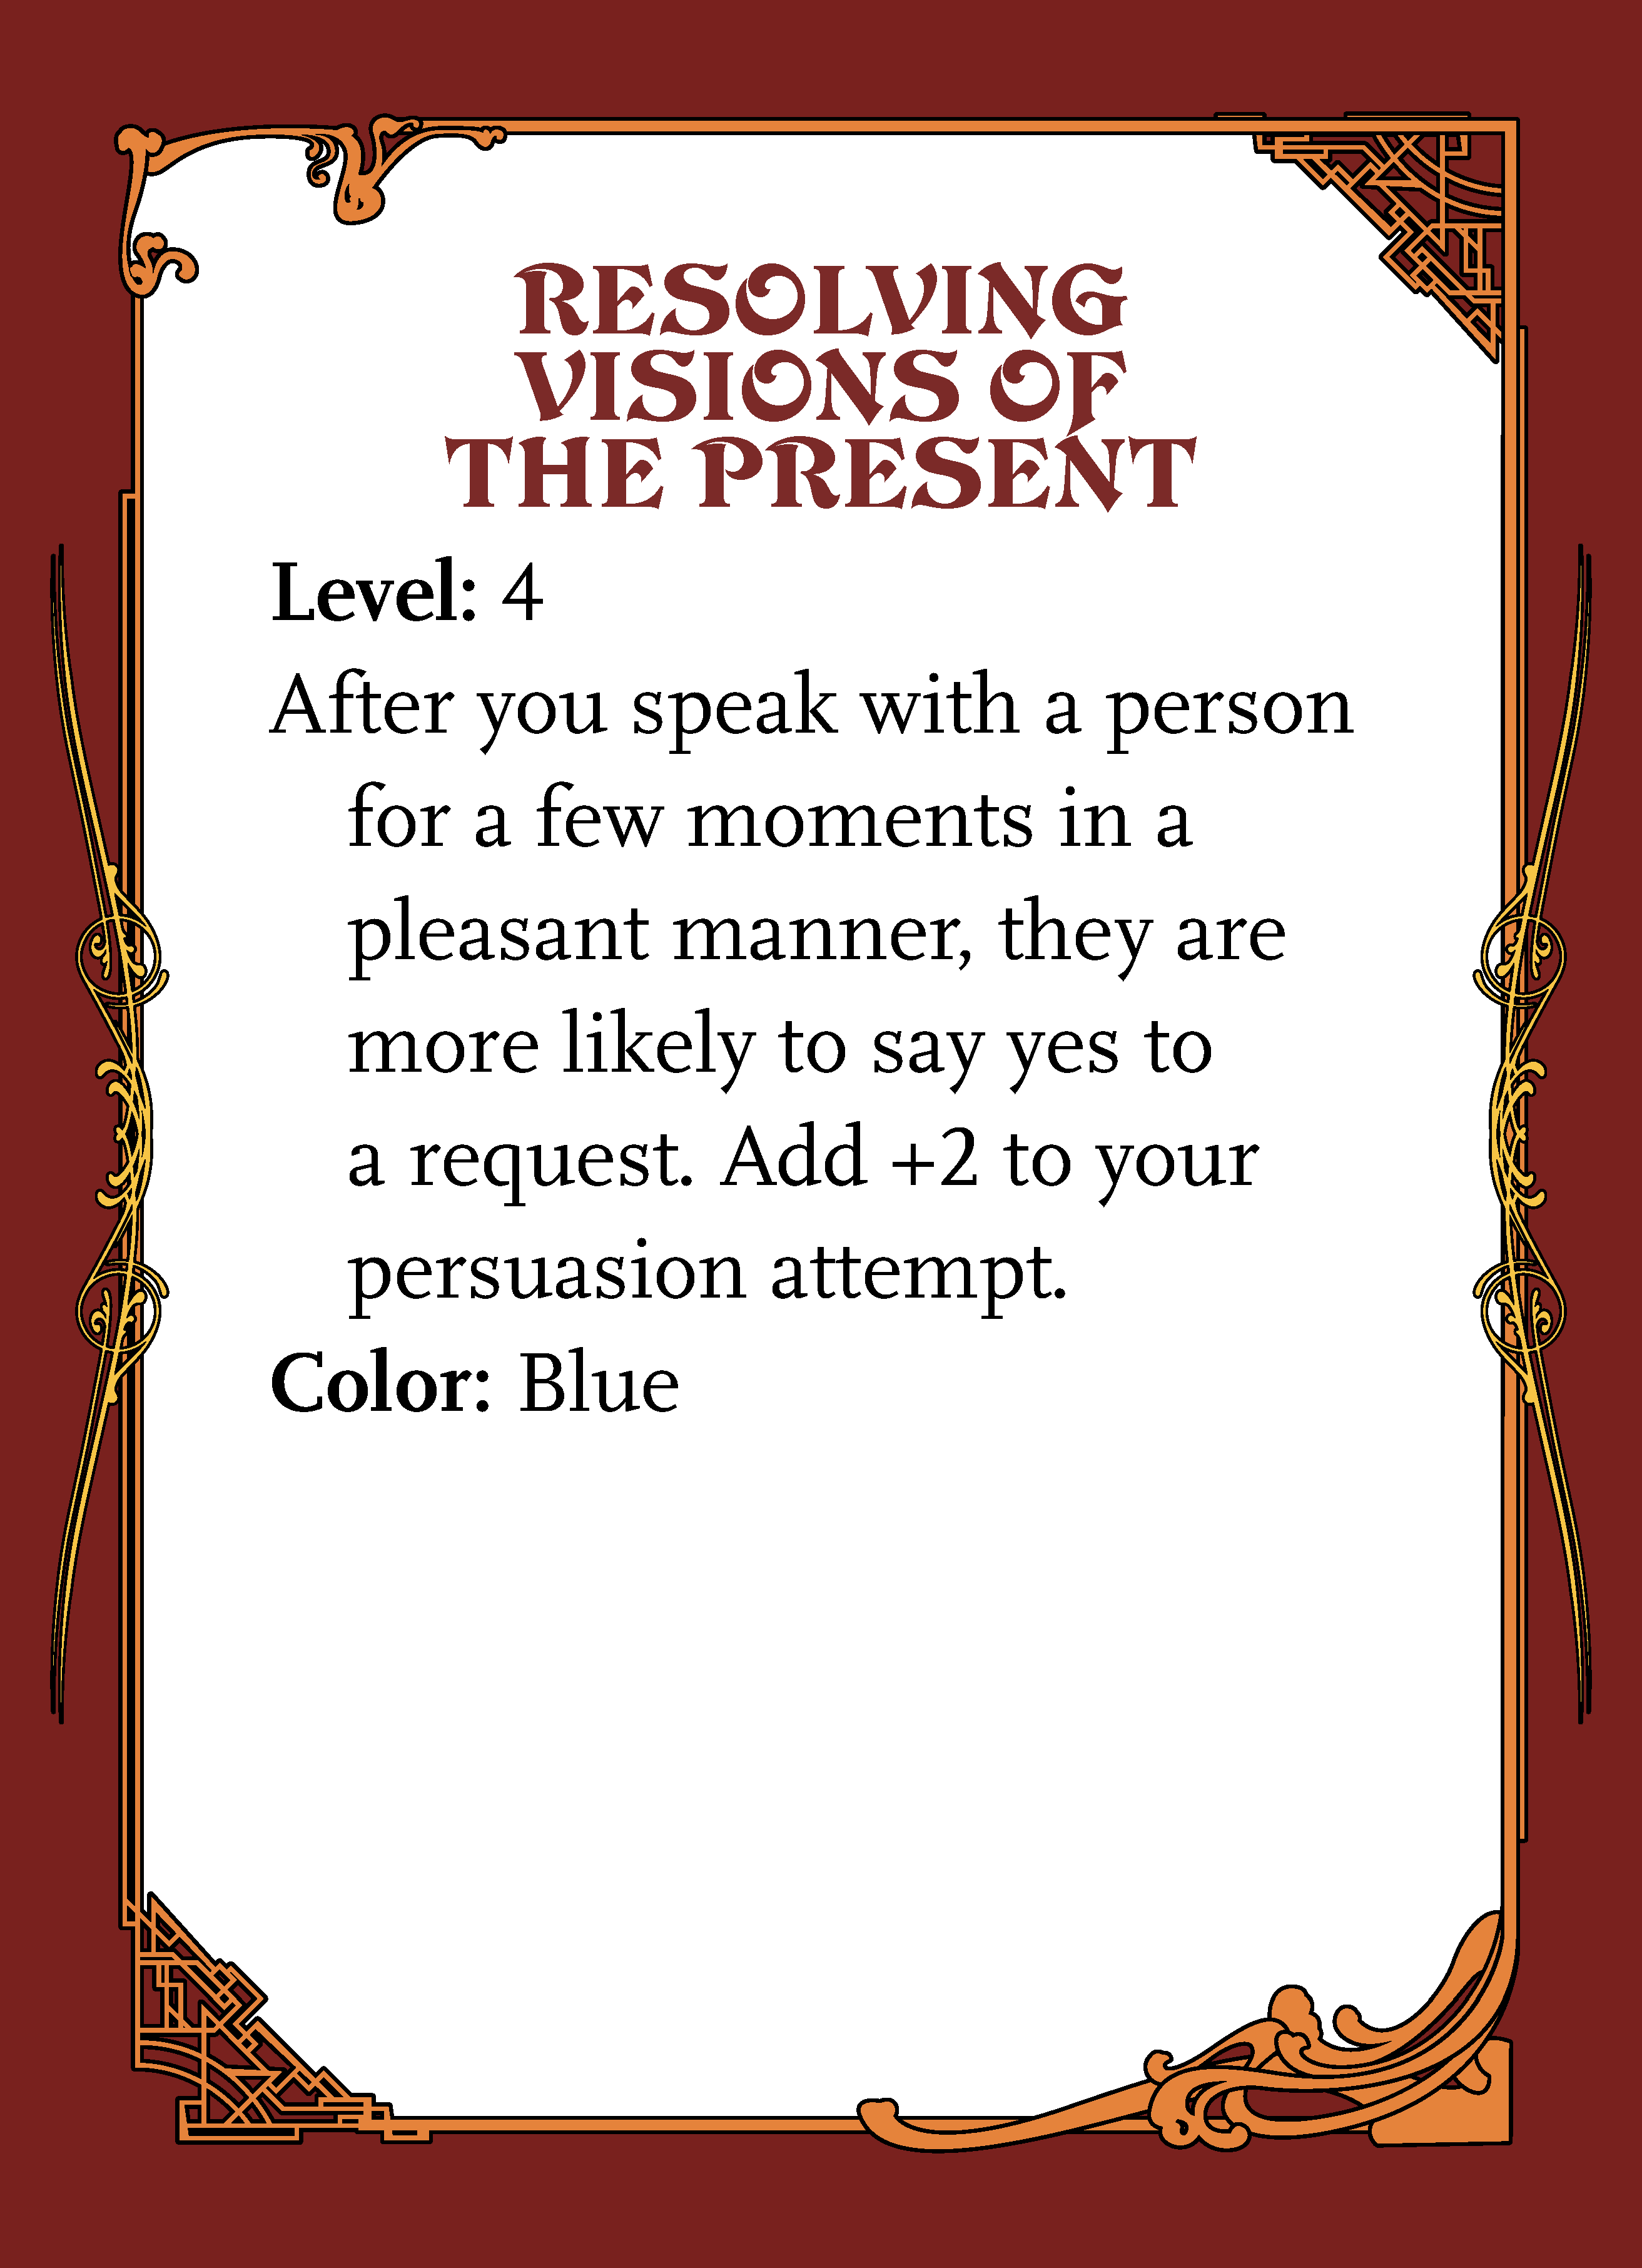 RESOLVING
VISIONS OF
THE PRESENT
Level: 4
After you speak with a person
for a few moments in a
pleasant manner, they are
more likely to say yes to
a request. Add +2 to your
persuasion attempt.
Color: Blue